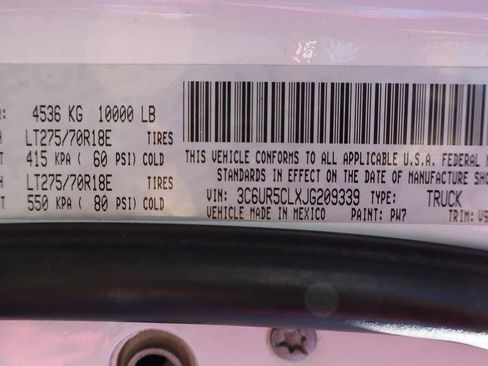 4536 KG 10000 LB
LT275/70R18E TIRES
415 KPA ( 60 PSI) COLD
LT275/70R18E TIRES
550 KPA ( 80 PSI) COLD
THIS VEHICLE CONFORMS TO ALL APPLICABLE U.S.A. FEDERAL
STANDARDS IN EFFECT ON THE DATE OF MANUFACTURE
VIN: 3C6UR5CLXJG209339 TYPE: TRUCK
VEHICLE MADE IN MEXICO PAINT: PW7 TRIM: